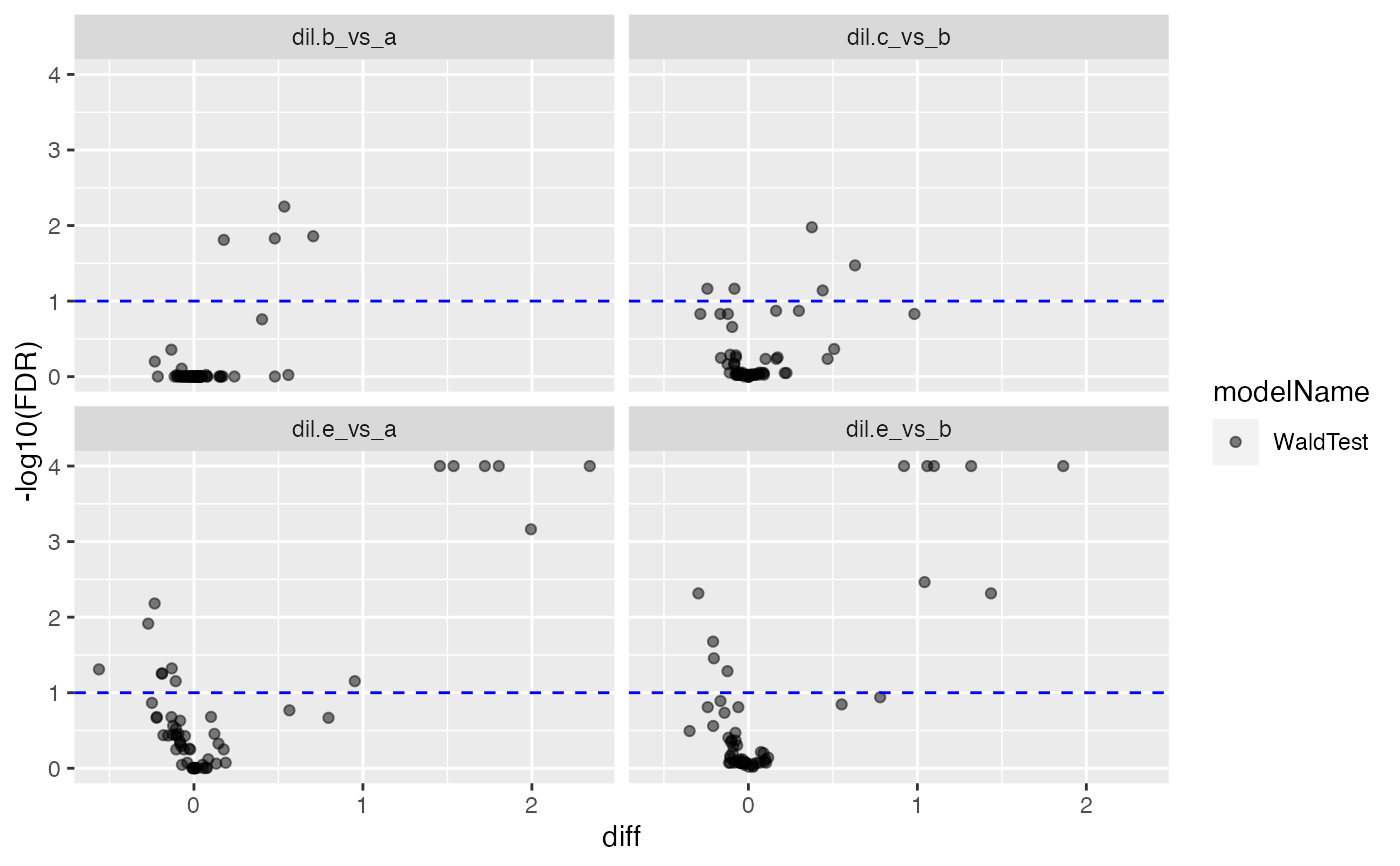 dil.b_vs_a
dil.c_vs_b
4
3
2
1
0
dil.e_vs_a
dil.e_vs_b
4
3
2
1
0
-log10(FDR)
0
1
2
0
1
2
diff
modelName
WaldTest